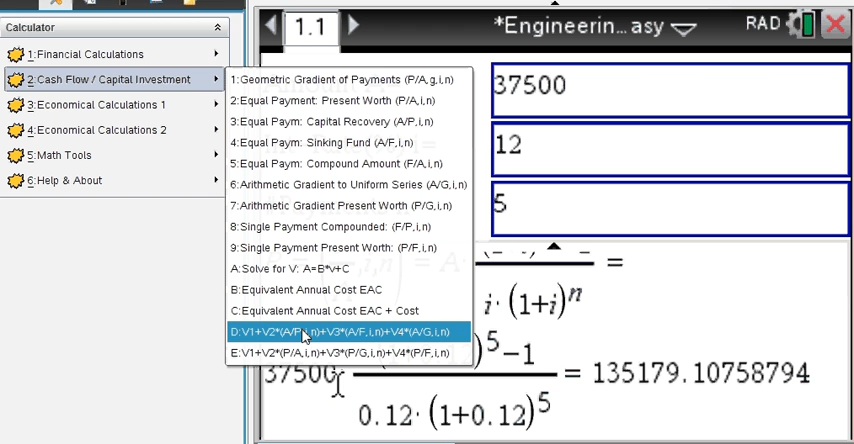 Calculator
1:Financial Calculations
2:Cash Flow / Capital Investment
3:Economical Calculations 1
4:Economical Calculations 2
5:Math Tools
6:Help & About
1:Geometric Gradient of Payments (P/A,g,i,n)
2:Equal Payment: Present Worth (P/A,i,n)
3:Equal Paym: Capital Recovery (A/P,i,n)
4:Equal Paym: Sinking Fund (A/F,i,n)
5:Equal Paym: Compound Amount (F/A,i,n)
6:Arithmetic Gradient to Uniform Series (A/G,i,n)
7:Arithmetic Gradient Present Worth (P/G,i,n)
8:Single Payment Compounded: (F/P,i,n)
9:Single Payment Present Worth: (P/F,i,n)
A:Solve for V: A=B*v+C
B:Equivalent Annual Cost EAC
C:Equivalent Annual Cost EAC + Cost
D:V1+V2*(A/P,i,n)+V3*(A/F,i,n)+V4*(A/G,i,n)
E:V1+V2*(P/A,i,n)+V3*(P/G,i,n)+V4*(P/F,i,n)
1.1
*Engineerin…asy
RAD
37500
12
5
=
i·(1+i)^n
)^5−1
37500· = 135179.10758794
0.12·(1+0.12)^5